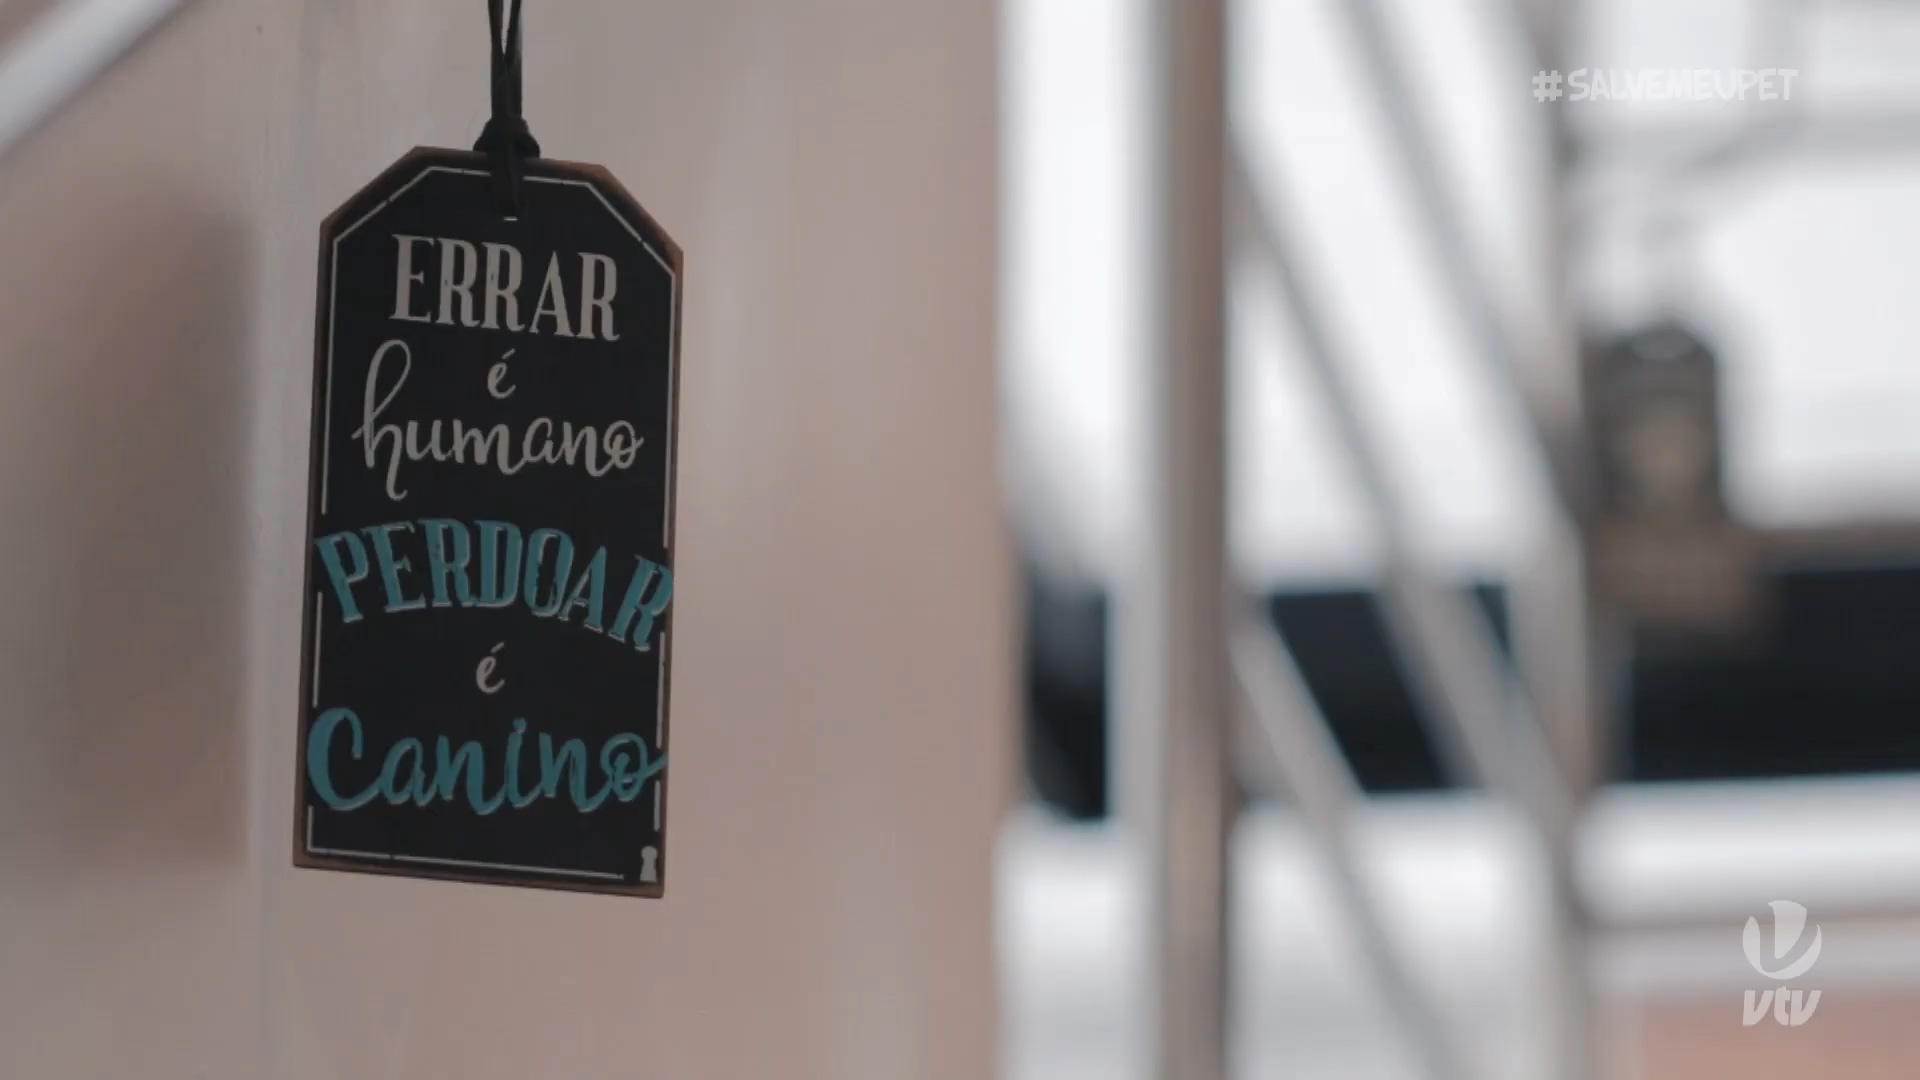 #SALVEMEUPET
ERRAR
é
humano
PERDOAR
é
Canino
vtv